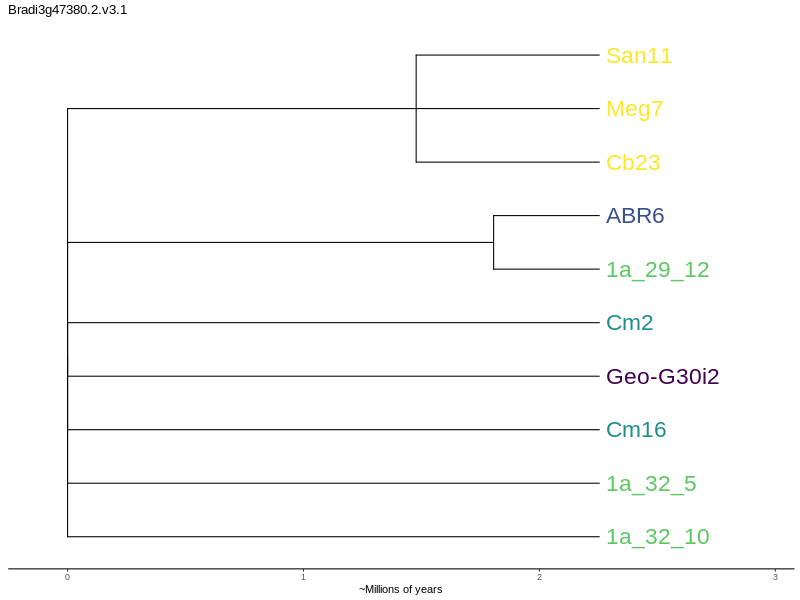 Bradi3g47380.2.v3.1
San11
Meg7
Cb23
ABR6
1a_29_12
Cm2
Geo-G30i2
Cm16
1a_32_5
1a_32_10
0 1 2 3
~Millions of years